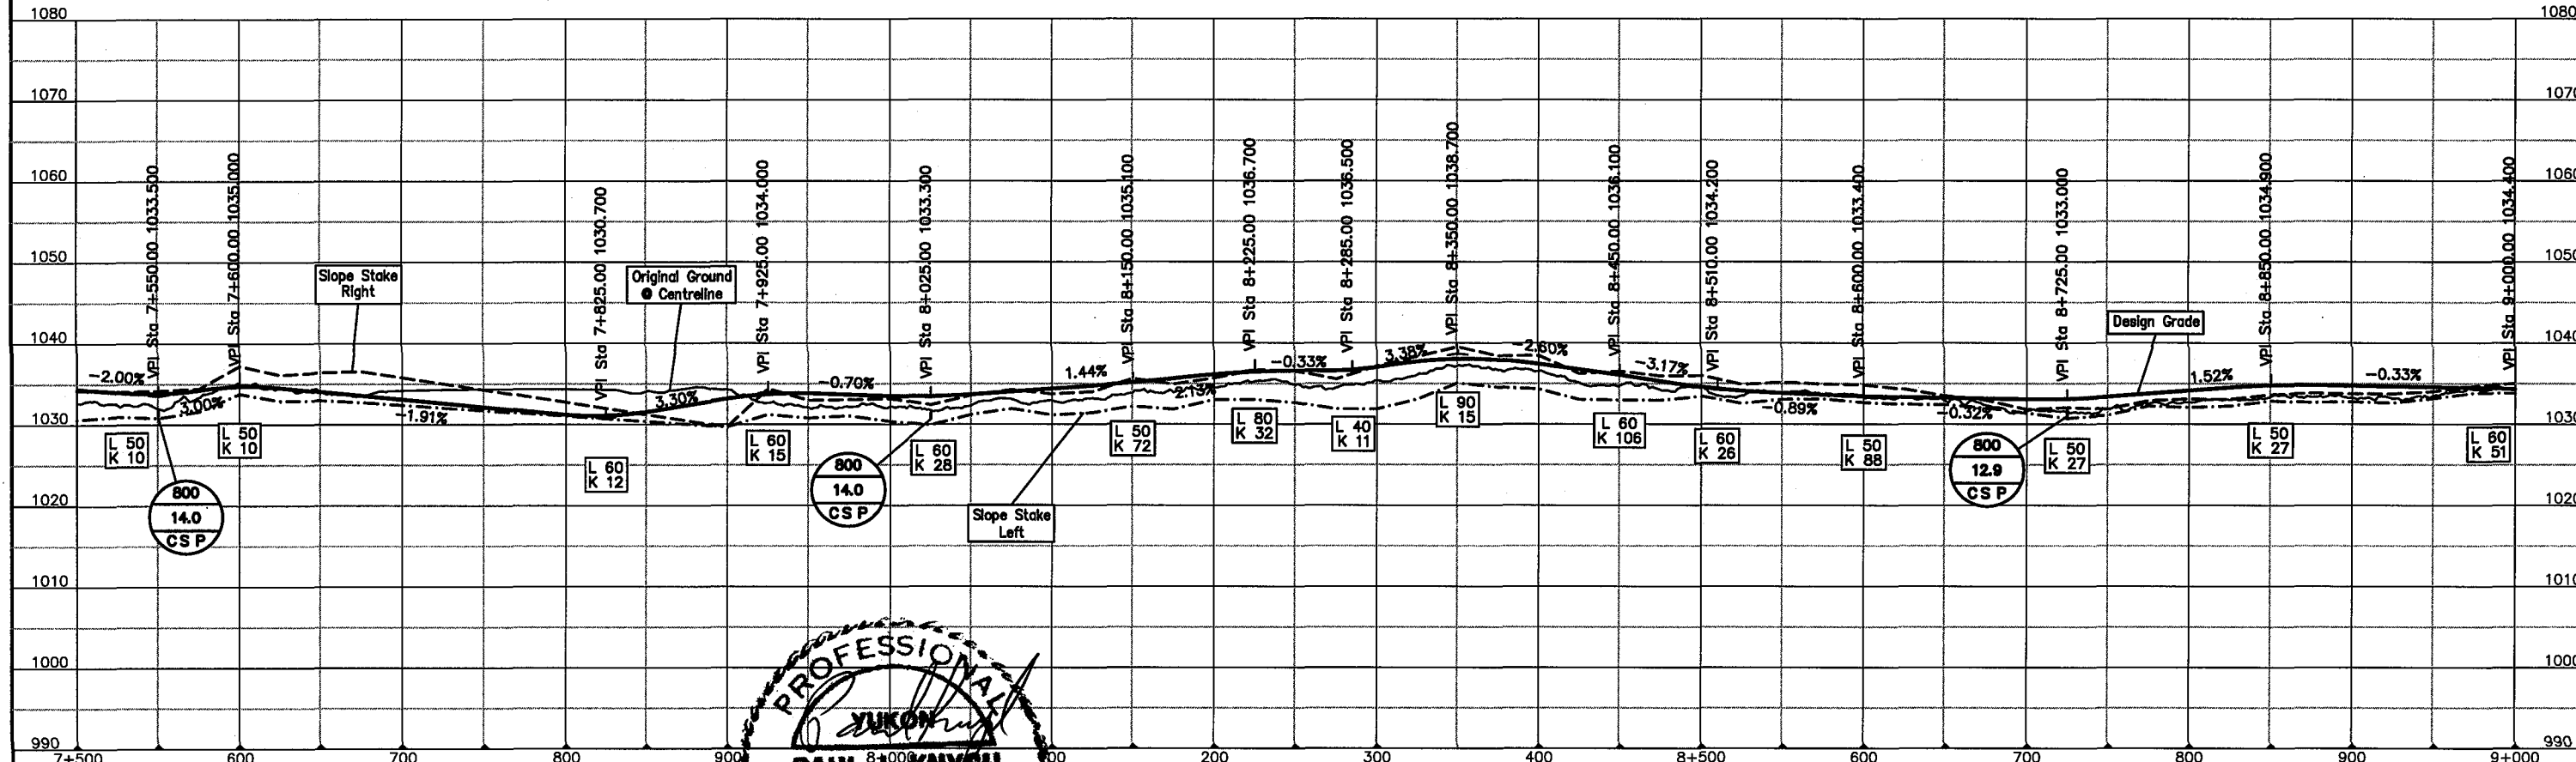 1080 1080
1070 1070
1060 1060
1050 1050
1040 1040
1030 1030
1020 1020
1010 1010
1000 1000
990 990
VPI Sta 7+550.00 1033.500
VPI Sta 7+600.00 1035.000
VPI Sta 7+825.00 1030.700
VPI Sta 7+925.00 1034.000
VPI Sta 8+025.00 1033.300
VPI Sta 8+150.00 1035.100
VPI Sta 8+225.00 1036.700
VPI Sta 8+285.00 1036.500
VPI Sta 8+350.00 1038.700
VPI Sta 8+450.00 1036.100
VPI Sta 8+510.00 1034.200
VPI Sta 8+600.00 1033.400
VPI Sta 8+725.00 1033.000
VPI Sta 8+850.00 1034.900
VPI Sta 9+000.00 1034.400
Slope Stake
Right
Original Ground
@ Centreline
Design Grade
-2.00%
3.00%
-1.91%
3.30%
-0.70%
1.44%
2.13%
-0.33%
3.38%
-2.60%
-3.17%
-0.89%
-0.32%
1.52%
-0.33%
L 50
K 10
L 50
K 10
L 60
K 12
L 60
K 15
L 60
K 28
L 50
K 72
L 80
K 32
L 40
K 11
L 90
K 15
L 60
K 106
L 60
K 26
L 50
K 88
L 50
K 27
L 50
K 27
L 60
K 51
800
14.0
CSP
800
14.0
CSP
800
12.9
CSP
Slope Stake
Left
PROFESSIONAL
YUKON
7+500 600 700 800 900 8+000 100 200 300 400 8+500 600 700 800 900 9+000